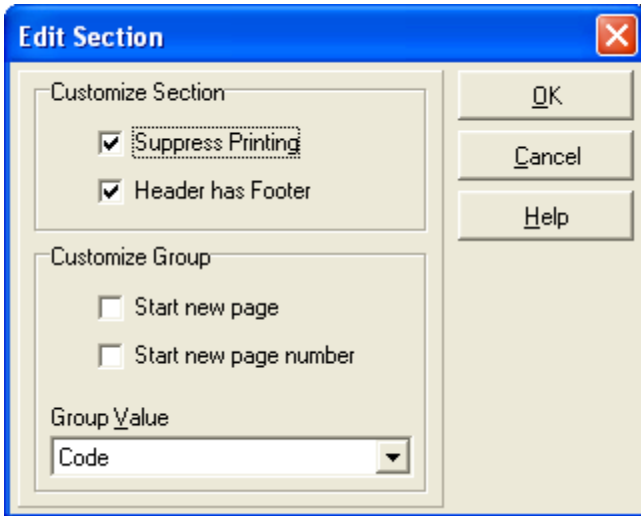 Edit Section
Customize Section
Suppress Printing
Header has Footer
Customize Group
Start new page
Start new page number
Group Value
Code
OK
Cancel
Help